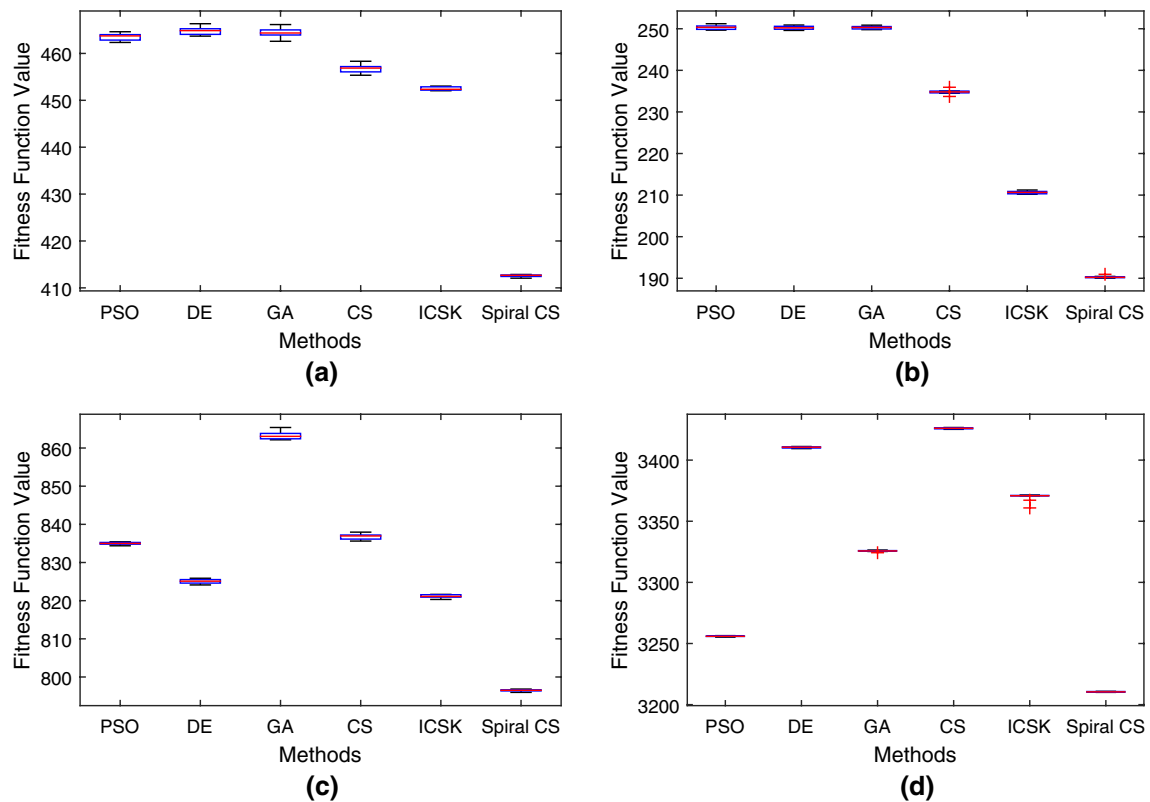 Fitness Function Value
460
450
440
430
420
410
PSO DE GA CS ICSK Spiral CS
Methods
(a)
Fitness Function Value
250
240
230
220
210
200
190
PSO DE GA CS ICSK Spiral CS
Methods
(b)
Fitness Function Value
860
850
840
830
820
810
800
PSO DE GA CS ICSK Spiral CS
Methods
(c)
Fitness Function Value
3400
3350
3300
3250
3200
PSO DE GA CS ICSK Spiral CS
Methods
(d)